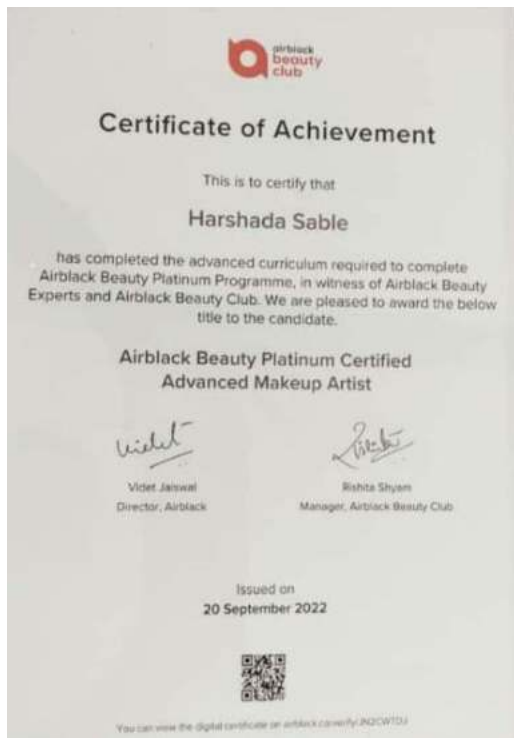 airblack
beauty
club
Certificate of Achievement
This is to certify that
Harshada Sable
has completed the advanced curriculum required to complete
Airblack Beauty Platinum Programme, in witness of Airblack Beauty
Experts and Airblack Beauty Club. We are pleased to award the below
title to the candidate.
Airblack Beauty Platinum Certified
Advanced Makeup Artist
Videt Jaiswal
Director, Airblack
Rishita Shyam
Manager, Airblack Beauty Club
Issued on
20 September 2022
You can view the digital certificate on